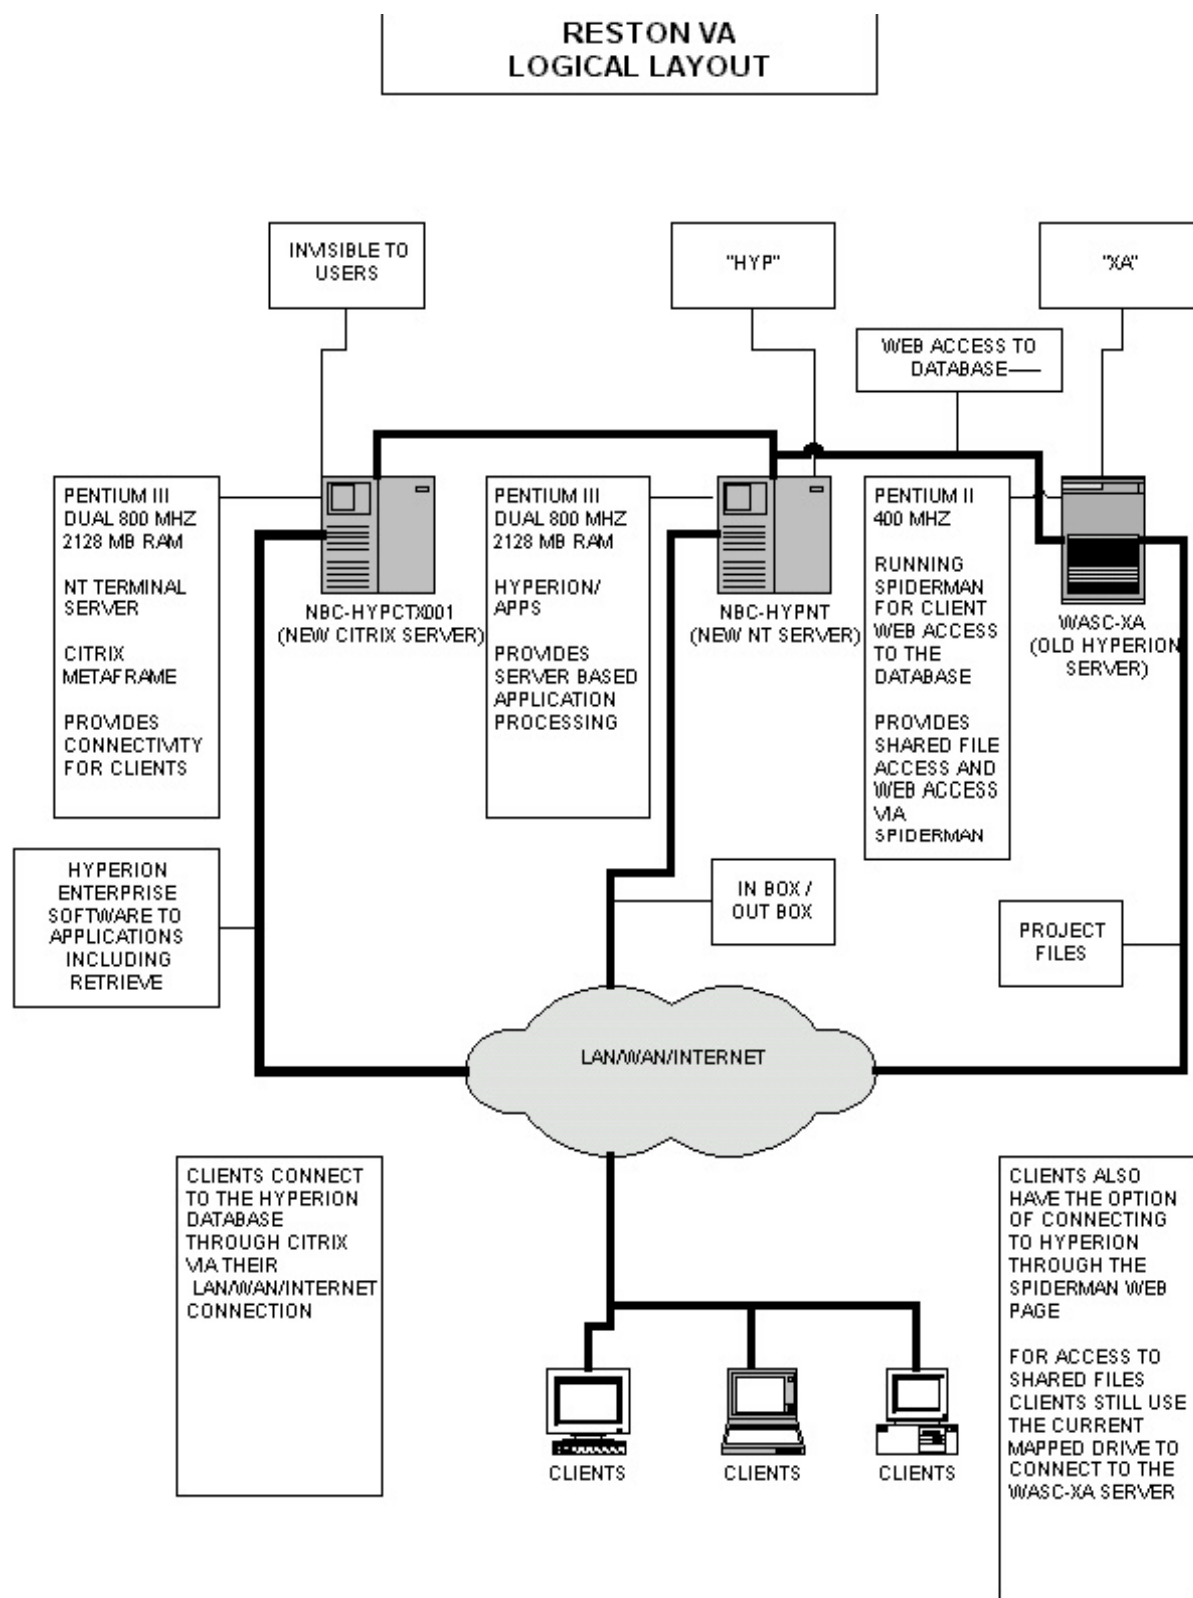 RESTON VA
LOGICAL LAYOUT
INVISIBLE TO
USERS
"HYP"
"XA"
WEB ACCESS TO
DATABASE
PENTIUM III
DUAL 800 MHZ
2128 MB RAM
NT TERMINAL
SERVER
CITRIX
METAFRAME
PROVIDES
CONNECTIVITY
FOR CLIENTS
NBC-HYPCTX001
(NEW CITRIX SERVER)
PENTIUM III
DUAL 800 MHZ
2128 MB RAM
HYPERION/
APPS
PROVIDES
SERVER BASED
APPLICATION
PROCESSING
NBC-HYPNT
(NEW NT SERVER)
PENTIUM II
400 MHZ
RUNNING
SPIDERMAN
FOR CLIENT
WEB ACCESS
TO THE
DATABASE
PROVIDES
SHARED FILE
ACCESS AND
WEB ACCESS
VIA
SPIDERMAN
WASC-XA
(OLD HYPERION
SERVER)
HYPERION
ENTERPRISE
SOFTWARE TO
APPLICATIONS
INCLUDING
RETRIEVE
IN BOX /
OUT BOX
PROJECT
FILES
LAN/WAN/INTERNET
CLIENTS CONNECT
TO THE HYPERION
DATABASE
THROUGH CITRIX
VIA THEIR
LAN/WAN/INTERNET
CONNECTION
CLIENTS ALSO
HAVE THE OPTION
OF CONNECTING
TO HYPERION
THROUGH THE
SPIDERMAN WEB
PAGE
FOR ACCESS TO
SHARED FILES
CLIENTS STILL USE
THE CURRENT
MAPPED DRIVE TO
CONNECT TO THE
WASC-XA SERVER
CLIENTS
CLIENTS
CLIENTS